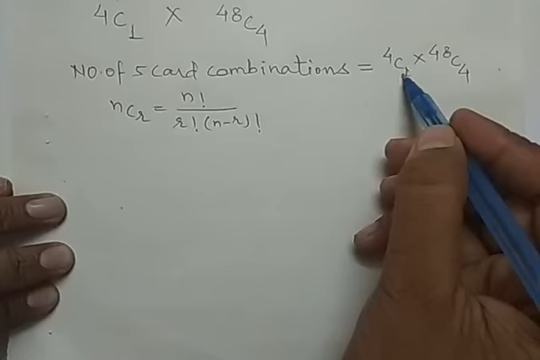 ⁴C₁ X ⁴⁸C₄
No. of 5 card combinations = ⁴C₁ × ⁴⁸C₄
nCr = n! / r! (n-r)!